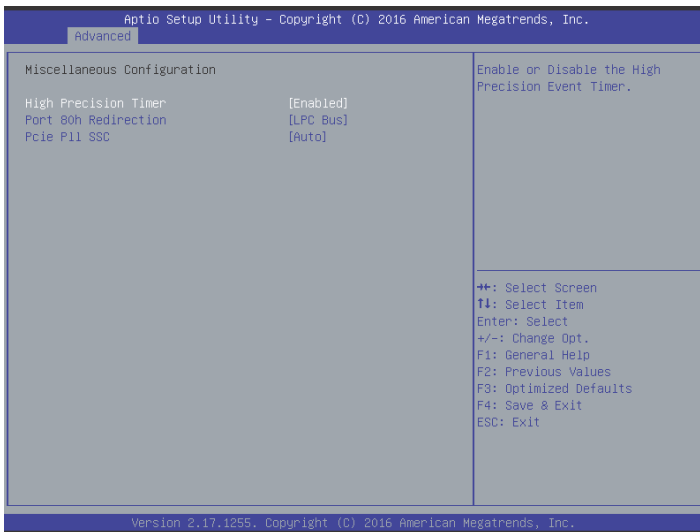 Aptio Setup Utility – Copyright (C) 2016 American Megatrends, Inc.
Advanced
Miscellaneous Configuration
High Precision Timer [Enabled]
Port 80h Redirection [LPC Bus]
Pcie Pll SSC [Auto]
Enable or Disable the High
Precision Event Timer.
→←: Select Screen
↑↓: Select Item
Enter: Select
+/-: Change Opt.
F1: General Help
F2: Previous Values
F3: Optimized Defaults
F4: Save & Exit
ESC: Exit
Version 2.17.1255. Copyright (C) 2016 American Megatrends, Inc.